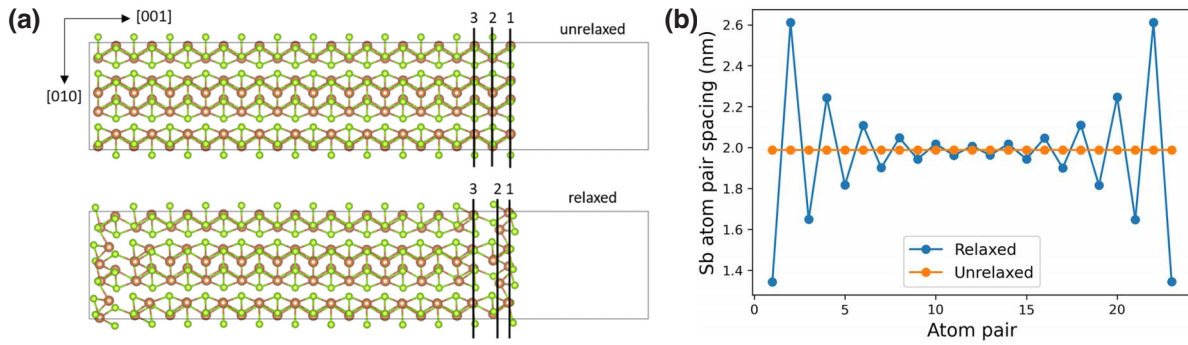 (a)
[001]
[010]
3 2 1
unrelaxed
3 2 1
relaxed
(b)
Sb atom pair spacing (nm)
2.6
2.4
2.2
2.0
1.8
1.6
1.4
Relaxed
Unrelaxed
0 5 10 15 20
Atom pair